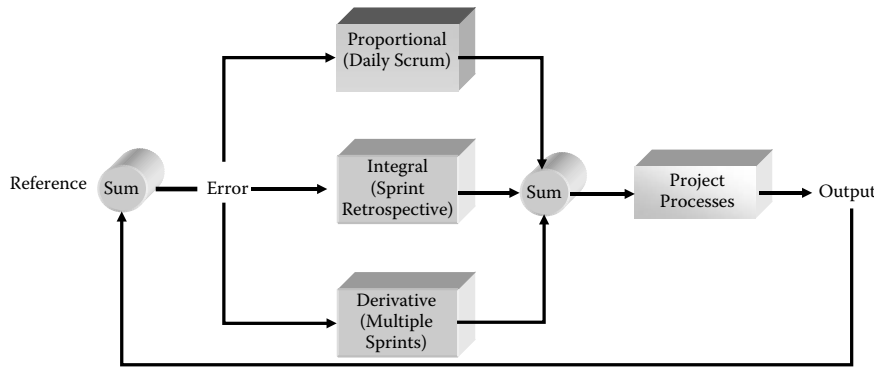 Proportional
(Daily Scrum)
Reference
Sum
Error
Integral
(Sprint
Retrospective)
Sum
Project
Processes
Output
Derivative
(Multiple
Sprints)